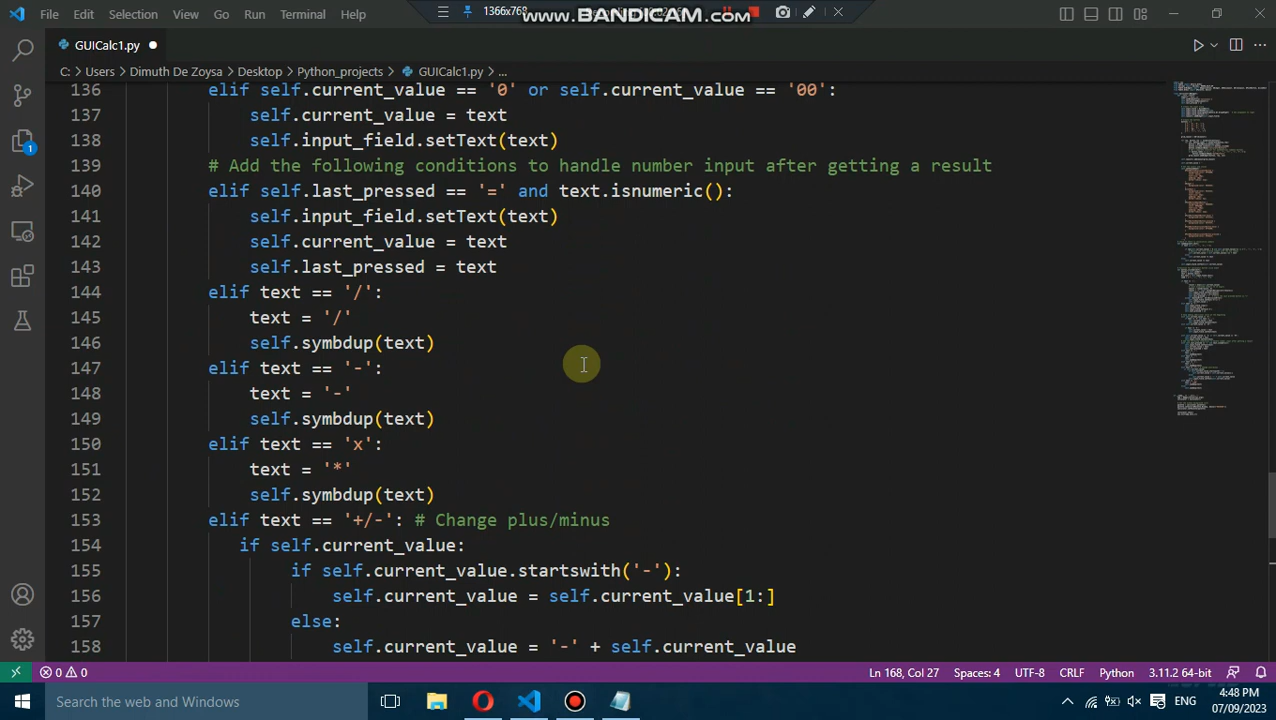 File Edit Selection View Go Run Terminal Help
1366x768
www.BANDICAM.com
GUICalc1.py
C: > Users > Dimuth De Zoysa > Desktop > Python_projects > GUICalc1.py > ...
136 elif self.current_value == '0' or self.current_value == '00':
137 self.current_value = text
138 self.input_field.setText(text)
139 # Add the following conditions to handle number input after getting a result
140 elif self.last_pressed == '=' and text.isnumeric():
141 self.input_field.setText(text)
142 self.current_value = text
143 self.last_pressed = text
144 elif text == '/':
145 text = '/'
146 self.symbdup(text)
147 elif text == '-':
148 text = '-'
149 self.symbdup(text)
150 elif text == 'x':
151 text = '*'
152 self.symbdup(text)
153 elif text == '+/-': # Change plus/minus
154 if self.current_value:
155 if self.current_value.startswith('-'):
156 self.current_value = self.current_value[1:]
157 else:
158 self.current_value = '-' + self.current_value
1
0 0
Ln 168, Col 27 Spaces: 4 UTF-8 CRLF Python 3.11.2 64-bit
Search the web and Windows
ENG
4:48 PM
07/09/2023